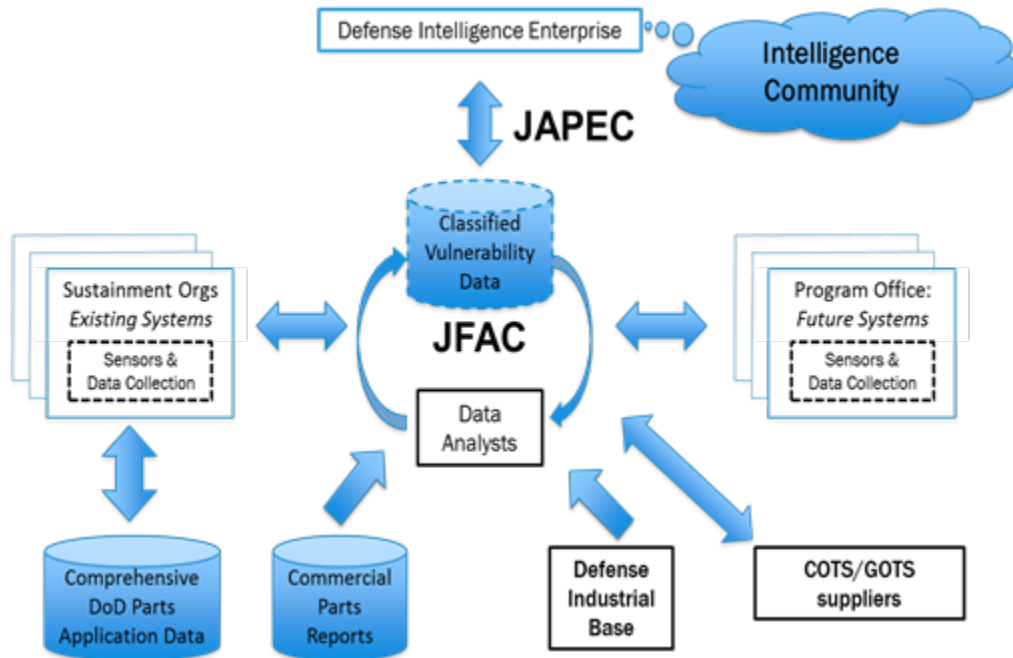 Defense Intelligence Enterprise
Intelligence
Community
JAPEC
Classified
Vulnerability
Data
Sustainment Orgs
Existing Systems
Sensors &
Data Collection
JFAC
Program Office:
Future Systems
Sensors &
Data Collection
Data
Analysts
Comprehensive
DoD Parts
Application Data
Commercial
Parts
Reports
Defense
Industrial
Base
COTS/GOTS
suppliers